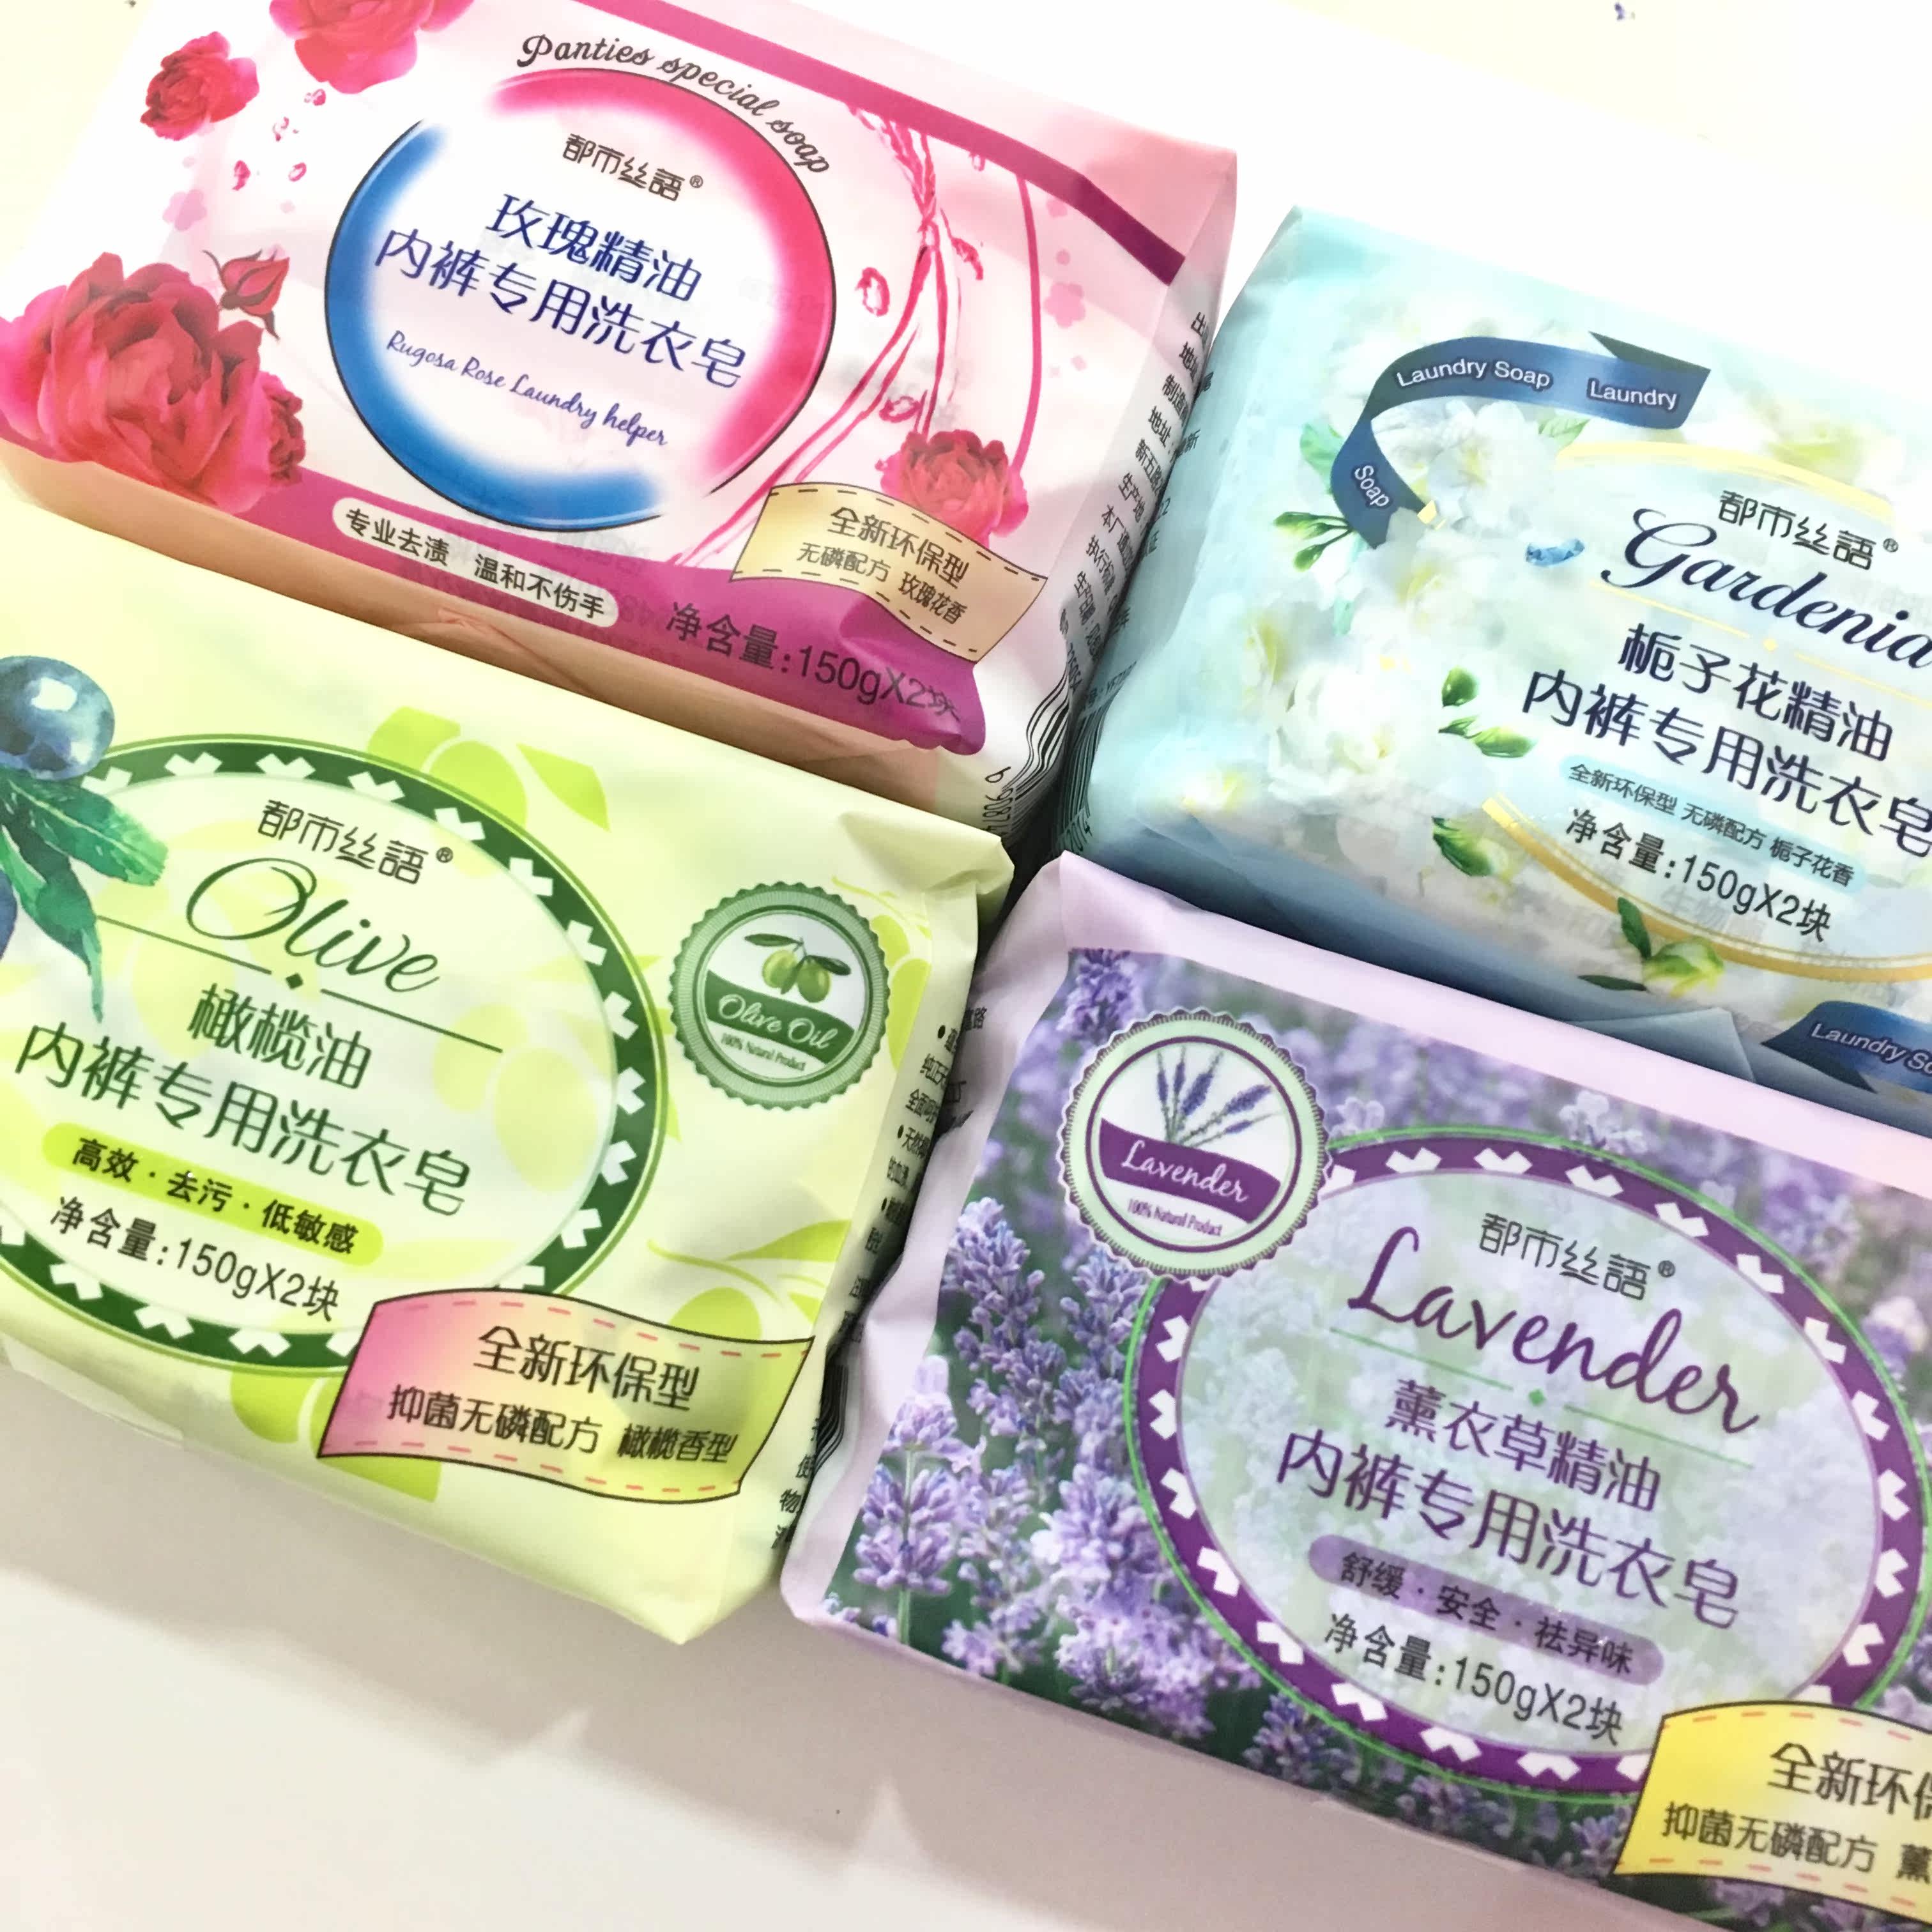 Panties special soap
都市丝語®
玫瑰精油
内裤专用洗衣皂
Rugosa Rose Laundry helper
专业去渍 温和不伤手
全新环保型
无磷配方 玫瑰花香
净含量:150gX2块
Laundry Soap Laundry
Soap
都市丝語®
Gardenia
栀子花精油
内裤专用洗衣皂
全新环保型 无磷配方 栀子花香
净含量:150gX2块
Laundry
都市丝語®
Olive
橄榄油
内裤专用洗衣皂
高效·去污·低敏感
净含量:150gX2块
Olive Oil
100% Natural Product
全新环保型
抑菌无磷配方 橄榄香型
Lavender
100% Natural Product
都市丝語®
Lavender
薰衣草精油
内裤专用洗衣皂
舒缓·安全·祛异味
净含量:150gX2块
全新环保
抑菌无磷配方 薰